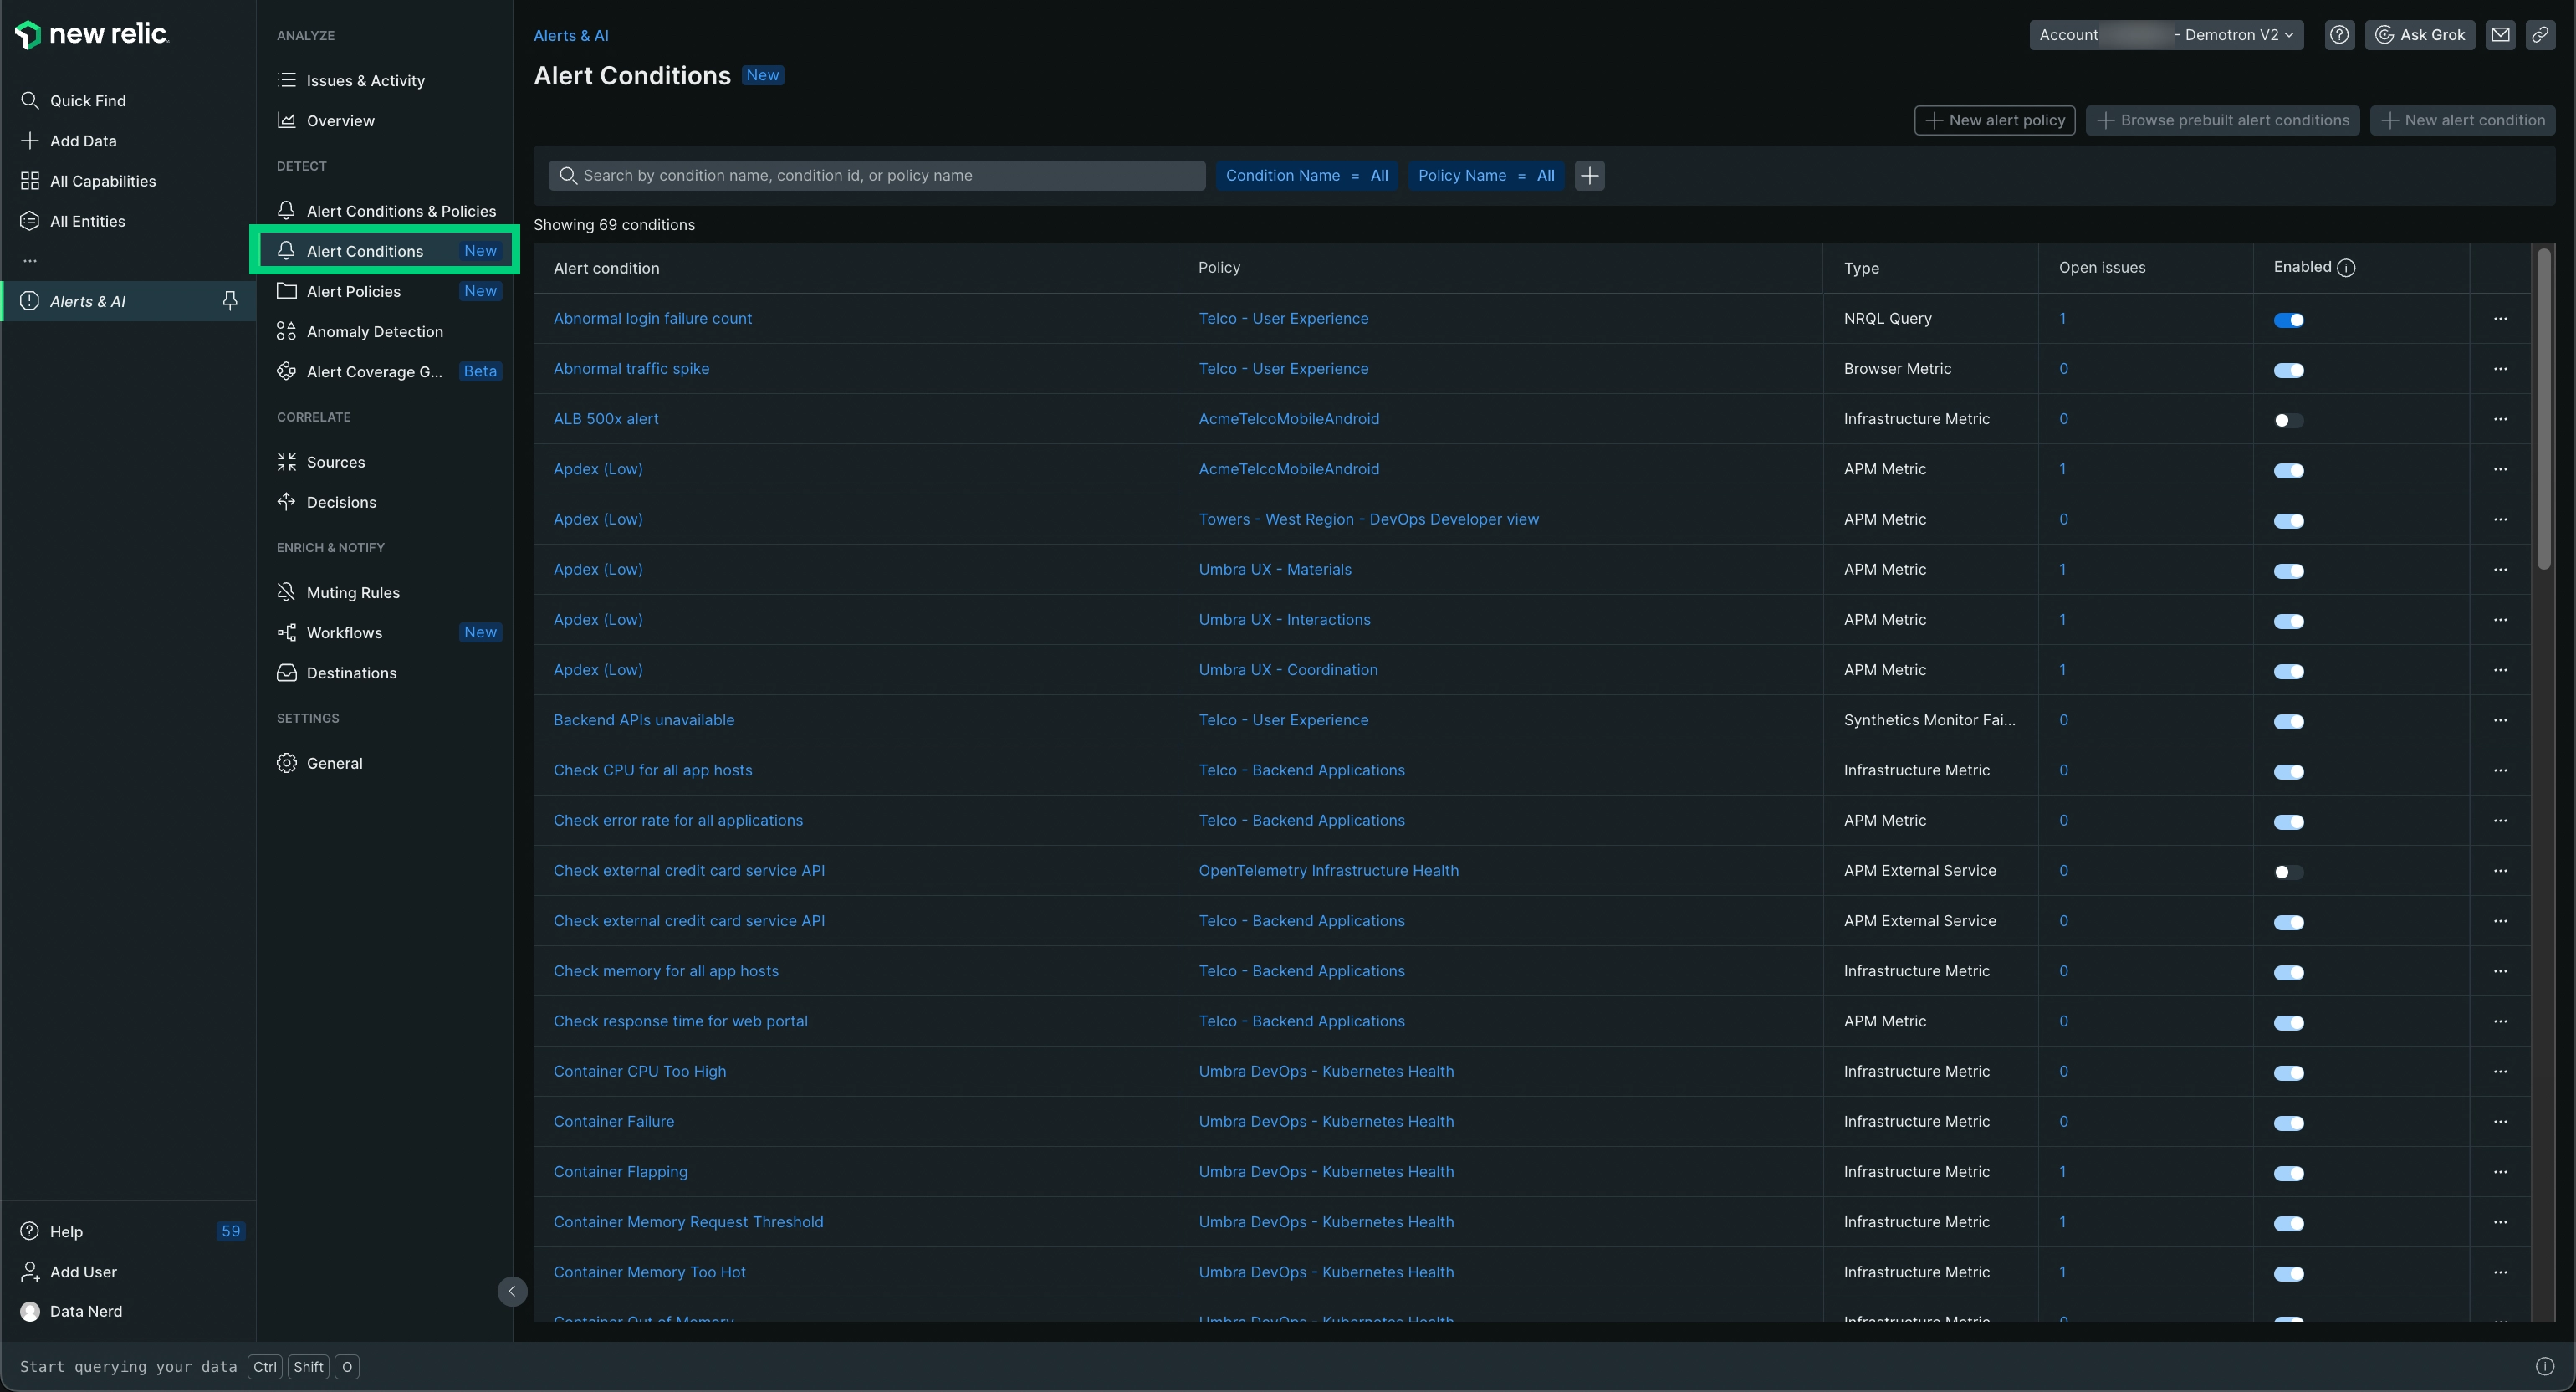 new relic
Quick Find
Add Data
All Capabilities
All Entities
...
Alerts & AI
Help 59
Add User
Data Nerd
ANALYZE
Issues & Activity
Overview
DETECT
Alert Conditions & Policies
Alert Conditions New
Alert Policies New
Anomaly Detection
Alert Coverage G... Beta
CORRELATE
Sources
Decisions
ENRICH & NOTIFY
Muting Rules
Workflows New
Destinations
SETTINGS
General
Alerts & AI
Account - Demotron V2 Ask Grok
Alert Conditions New
New alert policy Browse prebuilt alert conditions New alert condition
Search by condition name, condition id, or policy name Condition Name = All Policy Name = All
Showing 69 conditions
Alert condition Policy Type Open issues Enabled
Abnormal login failure count Telco - User Experience NRQL Query 1 ...
Abnormal traffic spike Telco - User Experience Browser Metric 0 ...
ALB 500x alert AcmeTelcoMobileAndroid Infrastructure Metric 0 ...
Apdex (Low) AcmeTelcoMobileAndroid APM Metric 1 ...
Apdex (Low) Towers - West Region - DevOps Developer view APM Metric 0 ...
Apdex (Low) Umbra UX - Materials APM Metric 1 ...
Apdex (Low) Umbra UX - Interactions APM Metric 1 ...
Apdex (Low) Umbra UX - Coordination APM Metric 1 ...
Backend APIs unavailable Telco - User Experience Synthetics Monitor Fai... 0 ...
Check CPU for all app hosts Telco - Backend Applications Infrastructure Metric 0 ...
Check error rate for all applications Telco - Backend Applications APM Metric 0 ...
Check external credit card service API OpenTelemetry Infrastructure Health APM External Service 0 ...
Check external credit card service API Telco - Backend Applications APM External Service 0 ...
Check memory for all app hosts Telco - Backend Applications Infrastructure Metric 0 ...
Check response time for web portal Telco - Backend Applications APM Metric 0 ...
Container CPU Too High Umbra DevOps - Kubernetes Health Infrastructure Metric 0 ...
Container Failure Umbra DevOps - Kubernetes Health Infrastructure Metric 0 ...
Container Flapping Umbra DevOps - Kubernetes Health Infrastructure Metric 1 ...
Container Memory Request Threshold Umbra DevOps - Kubernetes Health Infrastructure Metric 1 ...
Container Memory Too Hot Umbra DevOps - Kubernetes Health Infrastructure Metric 1 ...
Container Out of Memory Umbra DevOps - Kubernetes Health Infrastructure Metric 0
Start querying your data Ctrl Shift O